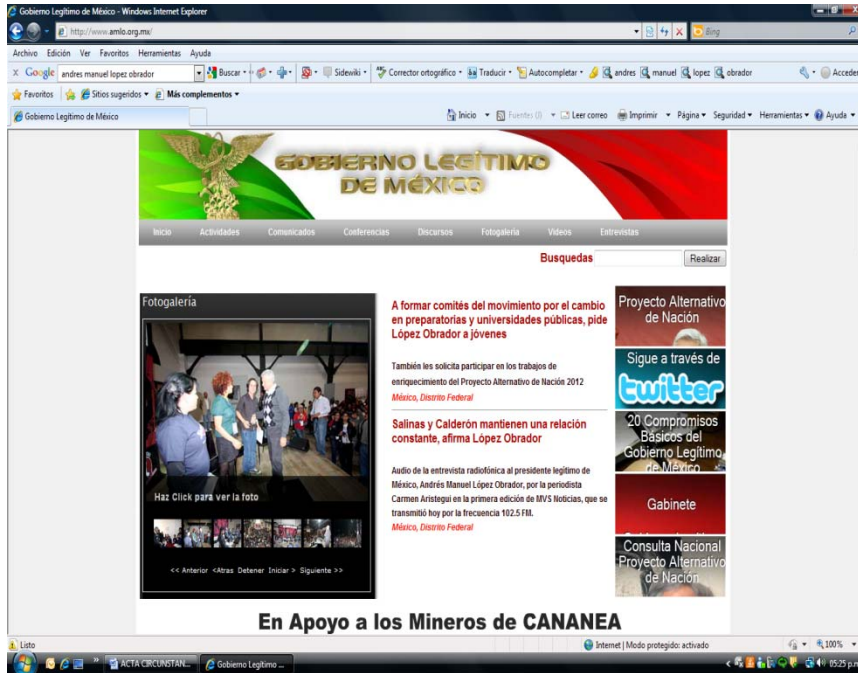 Gobierno Legítimo de México - Windows Internet Explorer
http://www.amlo.org.mx/
Bing
Archivo Edición Ver Favoritos Herramientas Ayuda
x Google andres manuel lopez obrador Buscar Sidewiki Corrector ortográfico Traducir Autocompletar andres manuel lopez obrador Acceder
Favoritos Sitios sugeridos Más complementos
Gobierno Legítimo de México
Inicio Fuentes (0) Leer correo Imprimir Página Seguridad Herramientas Ayuda
GOBIERNO LEGÍTIMO
DE MÉXICO
Inicio Actividades Comunicados Conferencias Discursos Fotogalería Videos Entrevistas
Busquedas Realizar
Fotogalería
Haz Click para ver la foto
<< Anterior <Atras Detener Iniciar > Siguiente >>
A formar comités del movimiento por el cambio
en preparatorias y universidades públicas, pide
López Obrador a jóvenes
También les solicita participar en los trabajos de
enriquecimiento del Proyecto Alternativo de Nación 2012
México, Distrito Federal
Salinas y Calderón mantienen una relación
constante, afirma López Obrador
Audio de la entrevista radiofónica al presidente legítimo de
México, Andrés Manuel López Obrador, por la periodista
Carmen Aristegui en la primera edición de MVS Noticias, que se
transmitió hoy por la frecuencia 102.5 FM.
México, Distrito Federal
Proyecto Alternativo
de Nación
Sigue a través de
twitter
20 Compromisos
Básicos del
Gobierno Legítimo
de México
Gabinete
Consulta Nacional
Proyecto Alternativo
de Nación
En Apoyo a los Mineros de CANANEA
Listo
Internet | Modo protegido: activado
100%
ACTA CIRCUNSTAN...
Gobierno Legítimo ...
05:25 p.m.